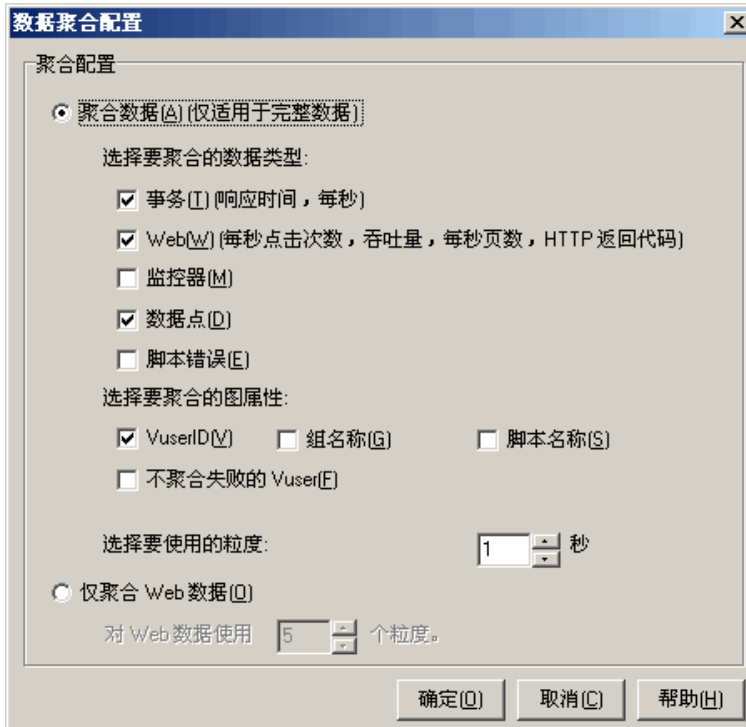 数据聚合配置
聚合配置
聚合数据(A) (仅适用于完整数据)
选择要聚合的数据类型:
事务(T) (响应时间，每秒)
Web(W) (每秒点击次数，吞吐量，每秒页数，HTTP 返回代码)
监控器(M)
数据点(D)
脚本错误(E)
选择要聚合的图属性:
VuserID(V) 组名称(G) 脚本名称(S)
不聚合失败的 Vuser(F)
选择要使用的粒度: 1 秒
仅聚合 Web 数据(O)
对 Web 数据使用 5 个粒度。
确定(O) 取消(C) 帮助(H)